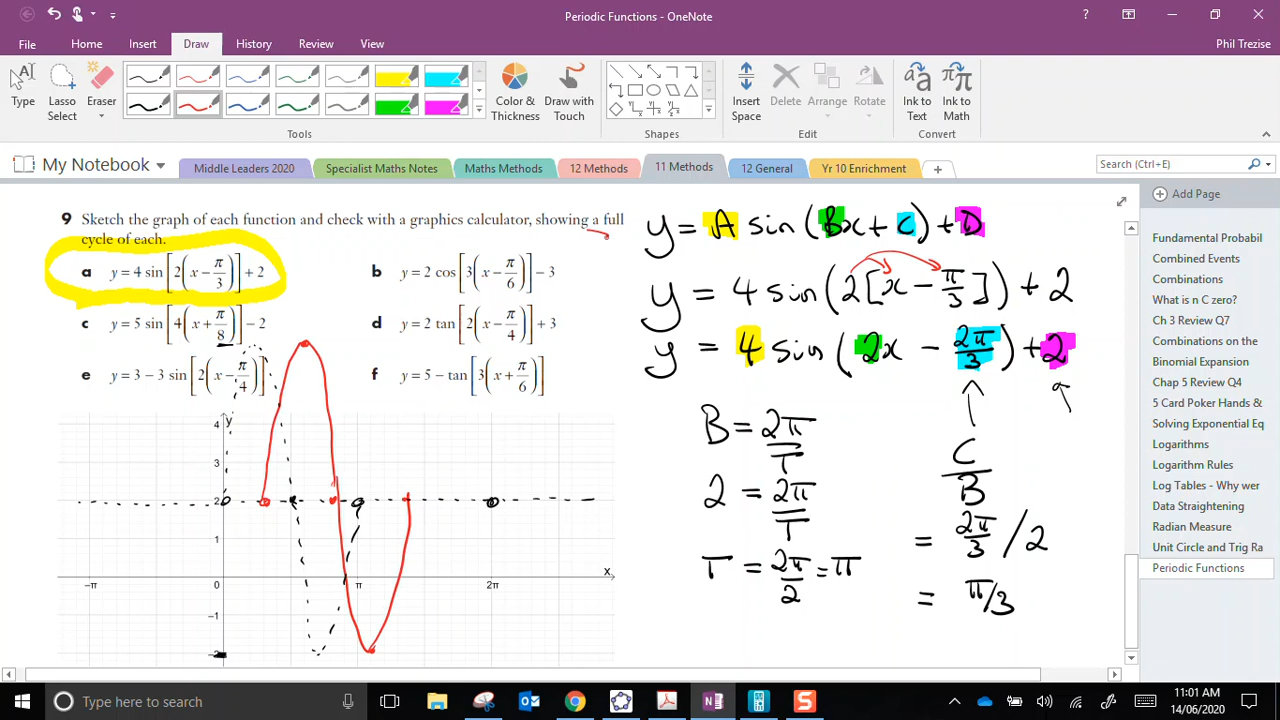 Periodic Functions - OneNote
?
File Home Insert Draw History Review View
Phil Trezise
Type
Lasso Select
Eraser
Color & Thickness
Draw with Touch
Insert Space
Delete
Arrange
Rotate
Ink to Text
Ink to Math
Tools
Shapes
Edit
Convert
My Notebook
Middle Leaders 2020
Specialist Maths Notes
Maths Methods
12 Methods
11 Methods
12 General
Yr 10 Enrichment
+
Search (Ctrl+E)
9 Sketch the graph of each function and check with a graphics calculator, showing a full
cycle of each.
a y = 4 sin [2(x − π/3)] + 2
b y = 2 cos [3(x − π/6)] − 3
c y = 5 sin [4(x + π/8)] − 2
d y = 2 tan [2(x − π/4)] + 3
e y = 3 − 3 sin [2(x − π/4)]
f y = 5 − tan [3(x + π/6)]
y
4
3
2
1
0
−1
−2
−π
π
2π
x
y = A sin (Bx + C) + D
y = 4 sin (2[x − π/3]) + 2
y = 4 sin (2x − 2π/3) + 2
B = 2π/T
2 = 2π/T
T = 2π/2 = π
C/B
= 2π/3 / 2
= π/3
Add Page
Fundamental Probabil
Combined Events
Combinations
What is n C zero?
Ch 3 Review Q7
Combinations on the
Binomial Expansion
Chap 5 Review Q4
5 Card Poker Hands &
Solving Exponential Eq
Logarithms
Logarithm Rules
Log Tables - Why wer
Data Straightening
Radian Measure
Unit Circle and Trig Ra
Periodic Functions
Type here to search
11:01 AM
14/06/2020